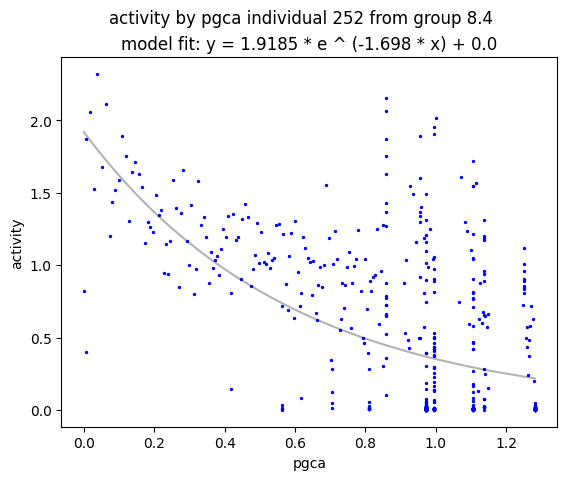 activity by pgca individual 252 from group 8.4
model fit: y = 1.9185 * e ^ (-1.698 * x) + 0.0
activity
2.0
1.5
1.0
0.5
0.0
0.0 0.2 0.4 0.6 0.8 1.0 1.2
pgca